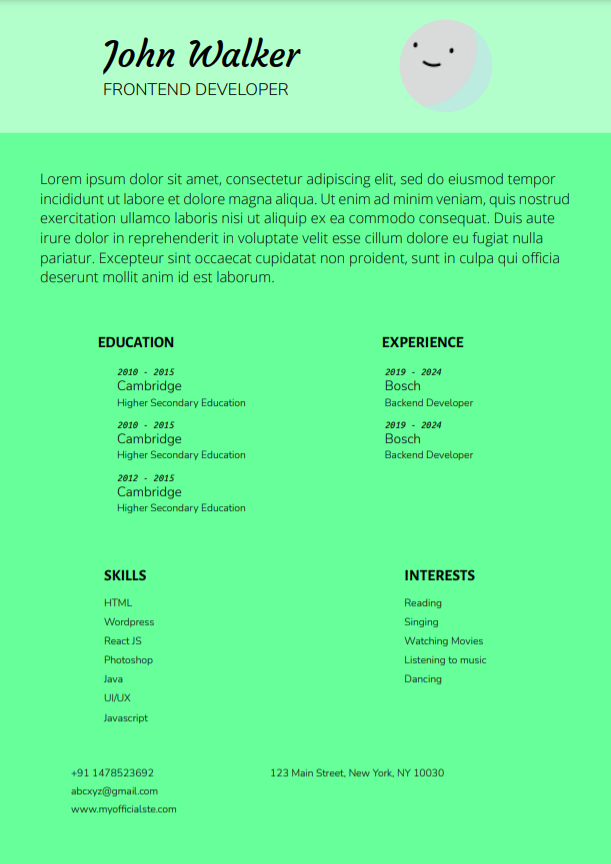 John Walker
FRONTEND DEVELOPER
Lorem ipsum dolor sit amet, consectetur adipiscing elit, sed do eiusmod tempor
incididunt ut labore et dolore magna aliqua. Ut enim ad minim veniam, quis nostrud
exercitation ullamco laboris nisi ut aliquip ex ea commodo consequat. Duis aute
irure dolor in reprehenderit in voluptate velit esse cillum dolore eu fugiat nulla
pariatur. Excepteur sint occaecat cupidatat non proident, sunt in culpa qui officia
deserunt mollit anim id est laborum.
EDUCATION
2010 - 2015
Cambridge
Higher Secondary Education
2010 - 2015
Cambridge
Higher Secondary Education
2012 - 2015
Cambridge
Higher Secondary Education
EXPERIENCE
2019 - 2024
Bosch
Backend Developer
2019 - 2024
Bosch
Backend Developer
SKILLS
HTML
Wordpress
React JS
Photoshop
Java
UI/UX
Javascript
INTERESTS
Reading
Singing
Watching Movies
Listening to music
Dancing
+91 1478523692
abcxyz@gmail.com
www.myofficialste.com
123 Main Street, New York, NY 10030